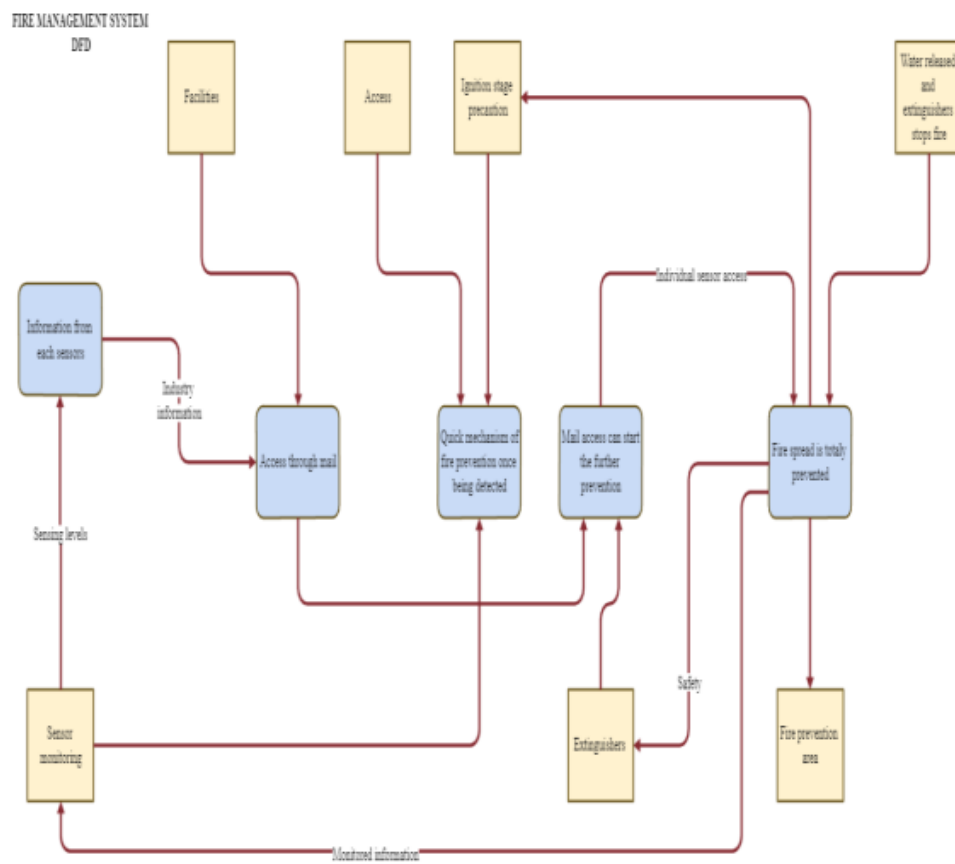 FIRE MANAGEMENT SYSTEM
DFD
Facilities
Access
Ignition stage
precaution
Water released
and
extinguishers
stops fire
Individual sensor access
Information from
each sensors
Industry
information
Access through mail
Quick mechanism of
fire prevention once
being detected
Mail access can start
the further
prevention
Fire spread is totaly
prevented
Sensing levels
Safety
Sensor
monitoring
Extinguishers
Fire prevention
area
Monitored information